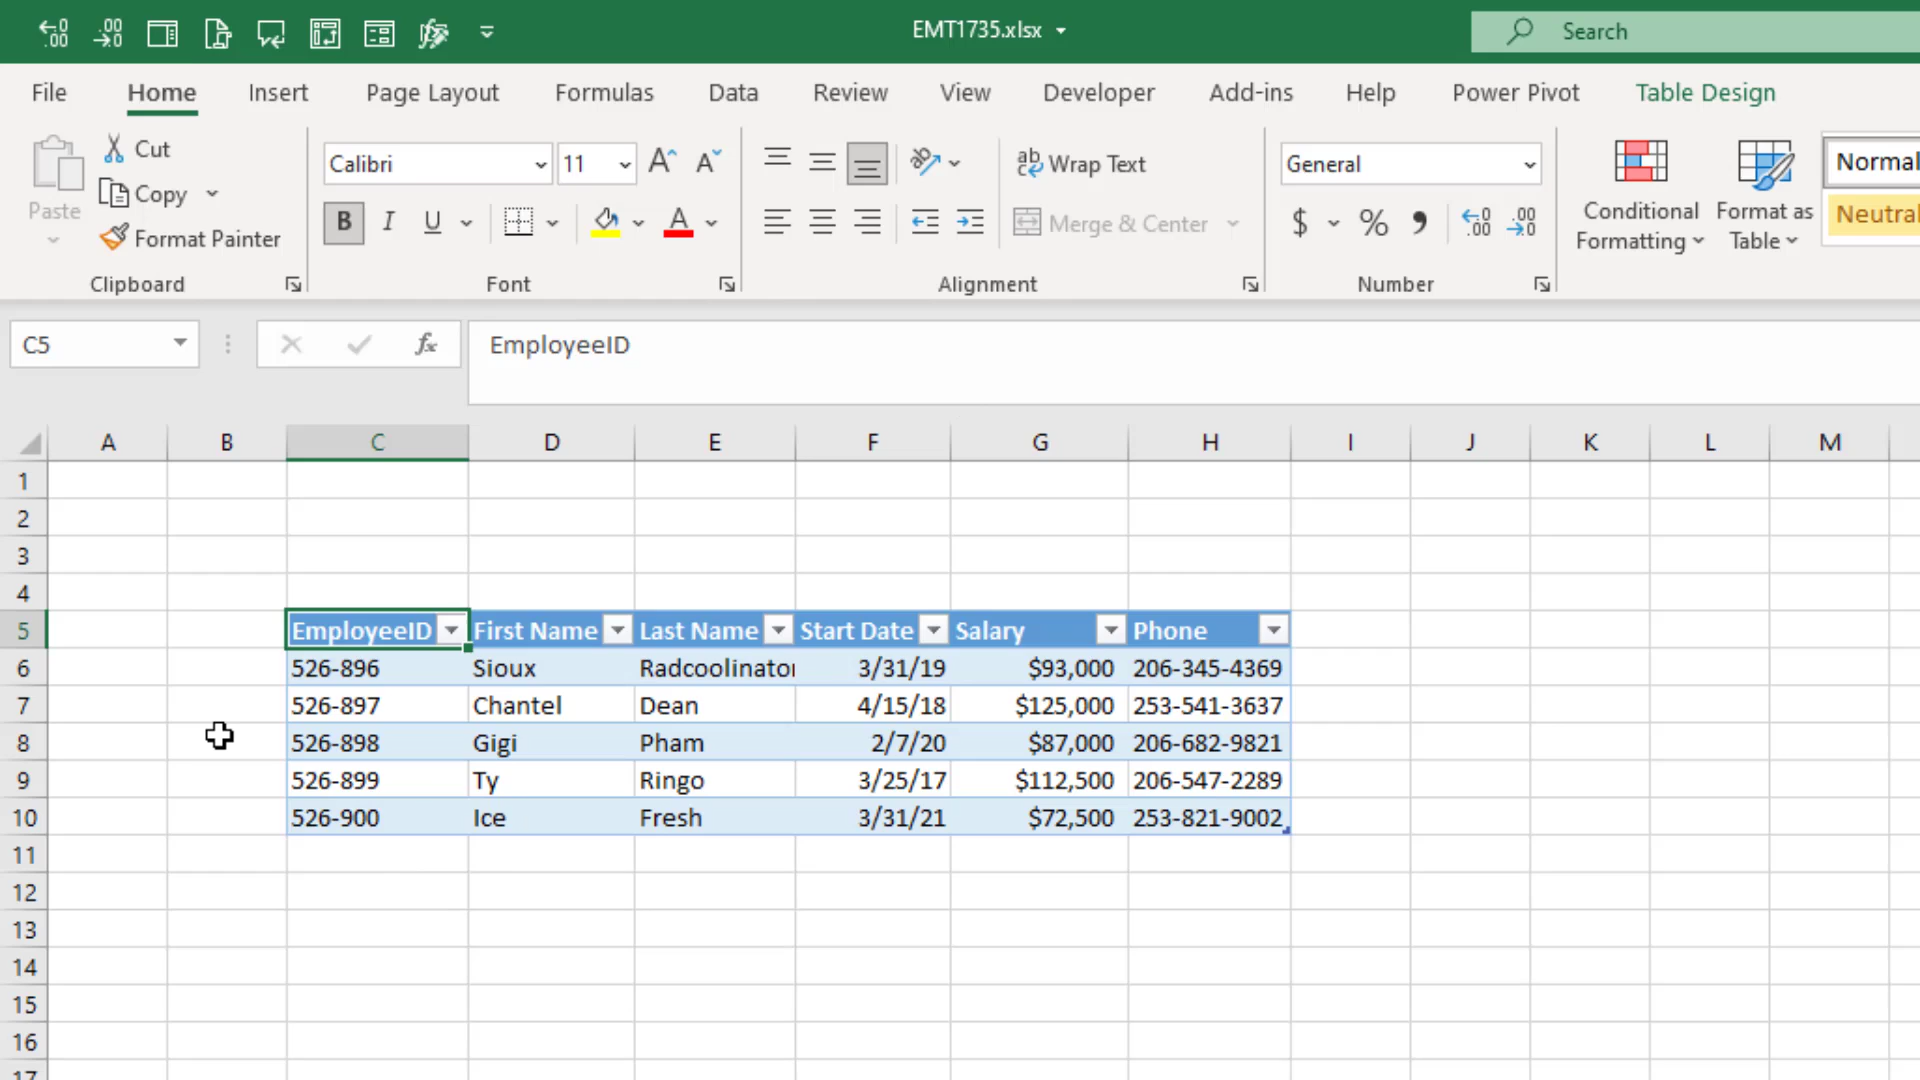 EMT1735.xlsx
Search
File Home Insert Page Layout Formulas Data Review View Developer Add-ins Help Power Pivot Table Design
Paste
Cut
Copy
Format Painter
Clipboard
Calibri 11
B I U
Font
ab Wrap Text
Merge & Center
Alignment
General
$ % 9
Number
Conditional
Formatting
Format as
Table
Normal
Neutral
C5 fx EmployeeID
A B C D E F G H I J K L M
1
2
3
4
5 EmployeeID First Name Last Name Start Date Salary Phone
6 526-896 Sioux Radcoolinator 3/31/19 $93,000 206-345-4369
7 526-897 Chantel Dean 4/15/18 $125,000 253-541-3637
8 526-898 Gigi Pham 2/7/20 $87,000 206-682-9821
9 526-899 Ty Ringo 3/25/17 $112,500 206-547-2289
10 526-900 Ice Fresh 3/31/21 $72,500 253-821-9002
11
12
13
14
15
16
17